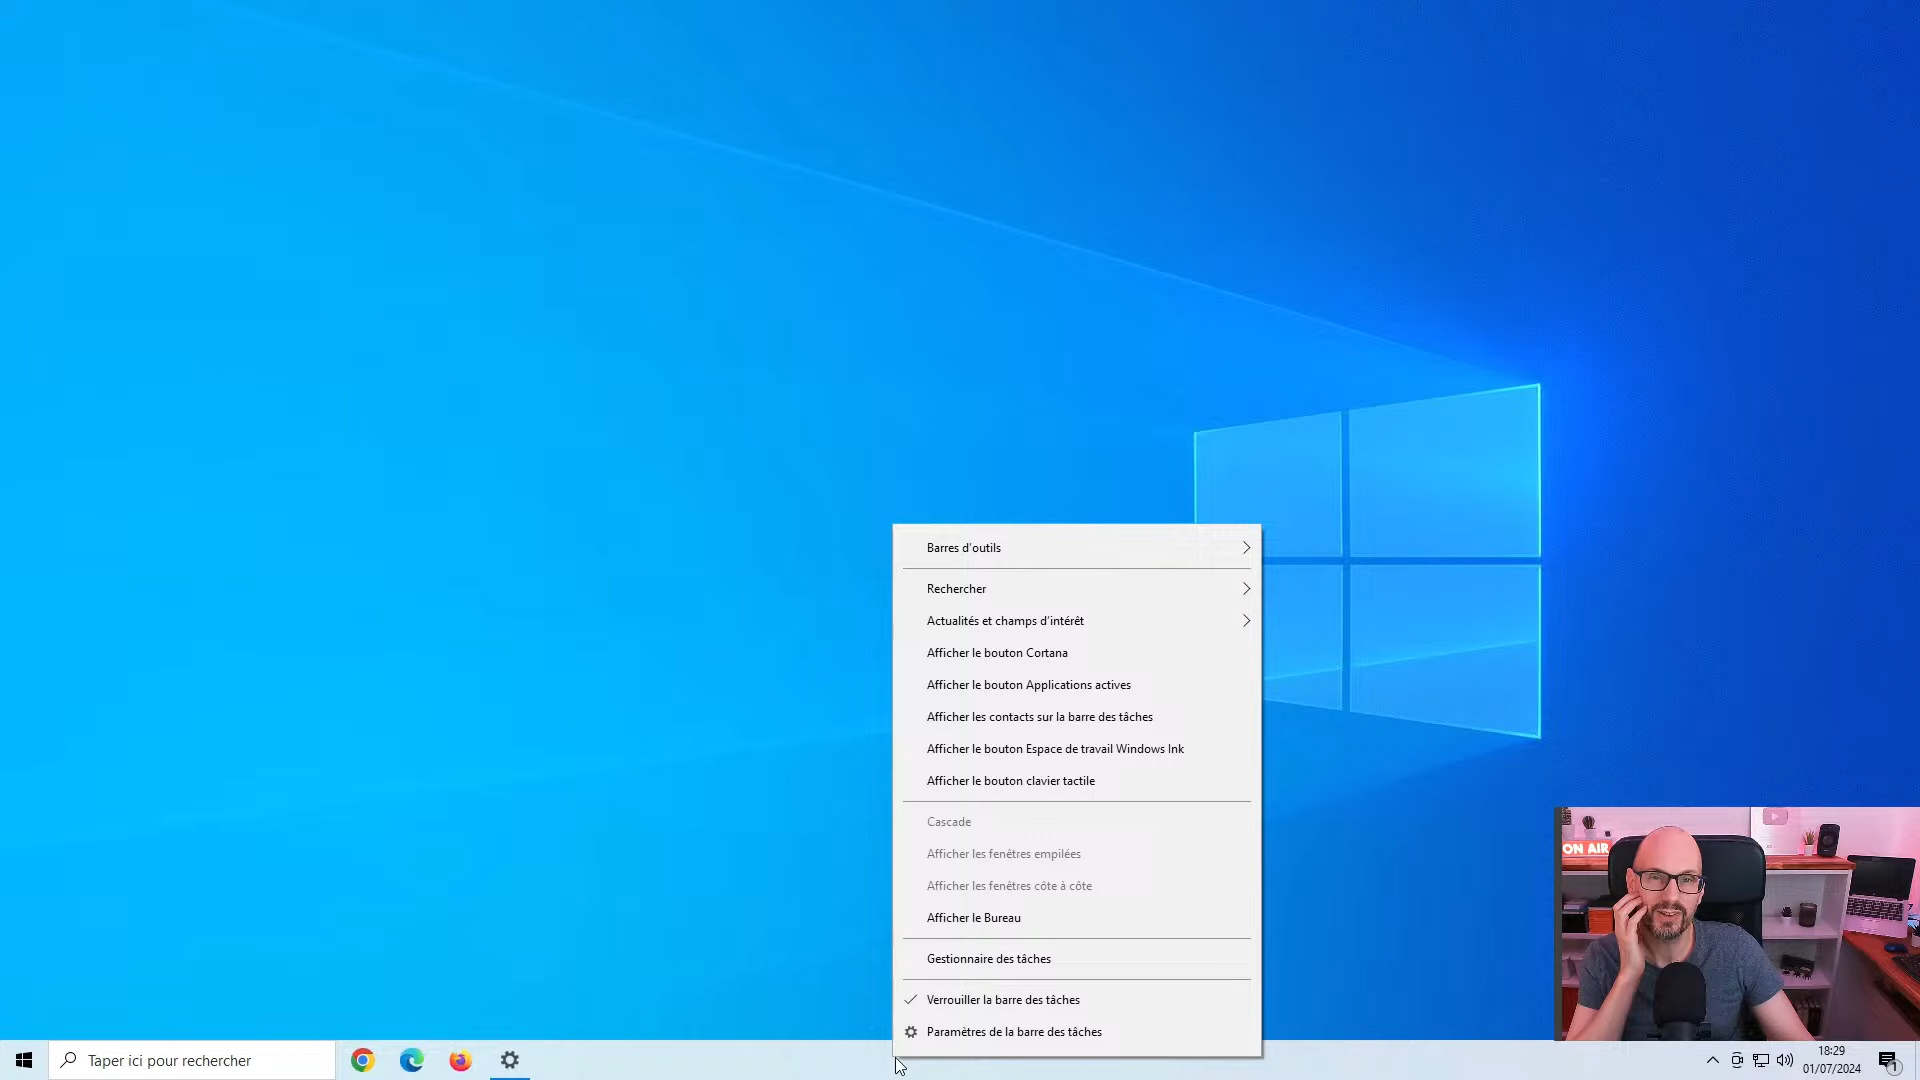 Barres d'outils
Rechercher
Actualités et champs d'intérêt
Afficher le bouton Cortana
Afficher le bouton Applications actives
Afficher les contacts sur la barre des tâches
Afficher le bouton Espace de travail Windows Ink
Afficher le bouton clavier tactile
Cascade
Afficher les fenêtres empilées
Afficher les fenêtres côte à côte
Afficher le Bureau
Gestionnaire des tâches
Verrouiller la barre des tâches
Paramètres de la barre des tâches
ON AIR
Taper ici pour rechercher
18:29
01/07/2024
1